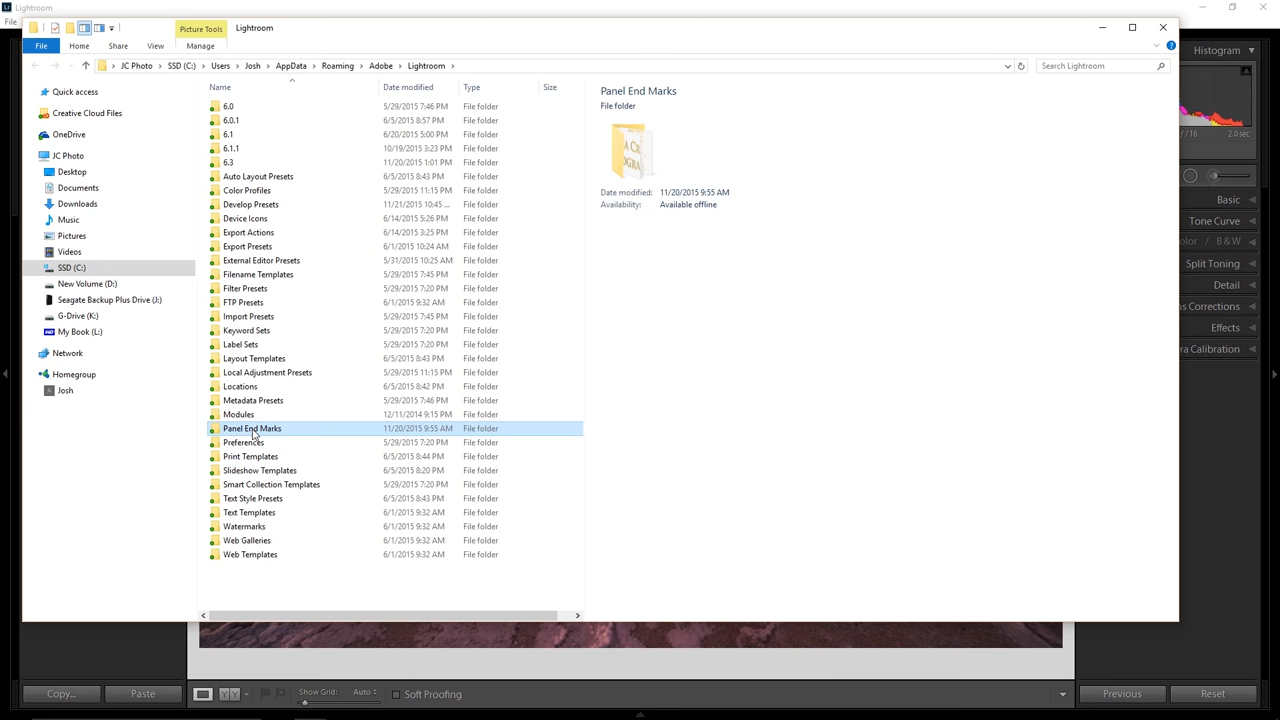 Lr Lightroom
File
Picture Tools
Lightroom
File
Home
Share
View
Manage
JC Photo > SSD (C:) > Users > Josh > AppData > Roaming > Adobe > Lightroom >
Search Lightroom
Histogram
Quick access
Creative Cloud Files
OneDrive
JC Photo
Desktop
Documents
Downloads
Music
Pictures
Videos
SSD (C:)
New Volume (D:)
Seagate Backup Plus Drive (J:)
G-Drive (K:)
My Book (L:)
Network
Homegroup
Josh
Name Date modified Type Size
6.0 5/29/2015 7:46 PM File folder
6.0.1 6/5/2015 8:57 PM File folder
6.1 6/20/2015 5:00 PM File folder
6.1.1 10/19/2015 3:23 PM File folder
6.3 11/20/2015 1:01 PM File folder
Auto Layout Presets 6/5/2015 8:43 PM File folder
Color Profiles 5/29/2015 11:15 PM File folder
Develop Presets 11/21/2015 10:45 ... File folder
Device Icons 6/14/2015 5:26 PM File folder
Export Actions 6/14/2015 3:25 PM File folder
Export Presets 6/1/2015 10:24 AM File folder
External Editor Presets 5/31/2015 10:25 AM File folder
Filename Templates 5/29/2015 7:45 PM File folder
Filter Presets 5/29/2015 7:20 PM File folder
FTP Presets 6/1/2015 9:32 AM File folder
Import Presets 5/29/2015 7:45 PM File folder
Keyword Sets 5/29/2015 7:20 PM File folder
Label Sets 5/29/2015 7:20 PM File folder
Layout Templates 6/5/2015 8:43 PM File folder
Local Adjustment Presets 5/29/2015 11:15 PM File folder
Locations 6/5/2015 8:42 PM File folder
Metadata Presets 5/29/2015 7:46 PM File folder
Modules 12/11/2014 9:15 PM File folder
Panel End Marks 11/20/2015 9:55 AM File folder
Preferences 5/29/2015 7:20 PM File folder
Print Templates 6/5/2015 8:44 PM File folder
Slideshow Templates 6/5/2015 8:20 PM File folder
Smart Collection Templates 5/29/2015 7:20 PM File folder
Text Style Presets 6/5/2015 8:43 PM File folder
Text Templates 6/1/2015 9:32 AM File folder
Watermarks 6/1/2015 9:32 AM File folder
Web Galleries 6/1/2015 9:32 AM File folder
Web Templates 6/1/2015 9:32 AM File folder
Panel End Marks
File folder
A CR
OGRA
Date modified: 11/20/2015 9:55 AM
Availability: Available offline
f / 16 2.0 sec
Basic
Tone Curve
olor / B & W
Split Toning
Detail
ns Corrections
Effects
ra Calibration
Copy...
Paste
YY
Show Grid: Auto
Soft Proofing
Previous
Reset